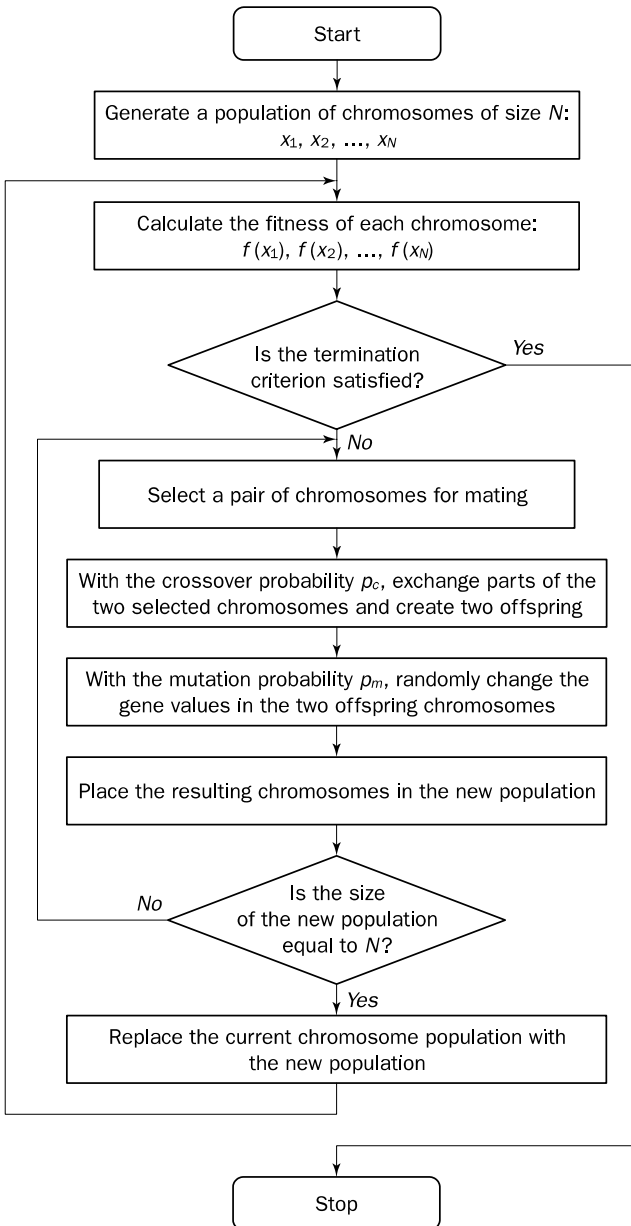 Start
Generate a population of chromosomes of size N:
x₁, x₂, ..., xN
Calculate the fitness of each chromosome:
f (x₁), f (x₂), ..., f (xN)
Is the termination
criterion satisfied?
Yes
No
Select a pair of chromosomes for mating
With the crossover probability pc, exchange parts of the
two selected chromosomes and create two offspring
With the mutation probability pm, randomly change the
gene values in the two offspring chromosomes
Place the resulting chromosomes in the new population
Is the size
of the new population
equal to N?
No
Yes
Replace the current chromosome population with
the new population
Stop